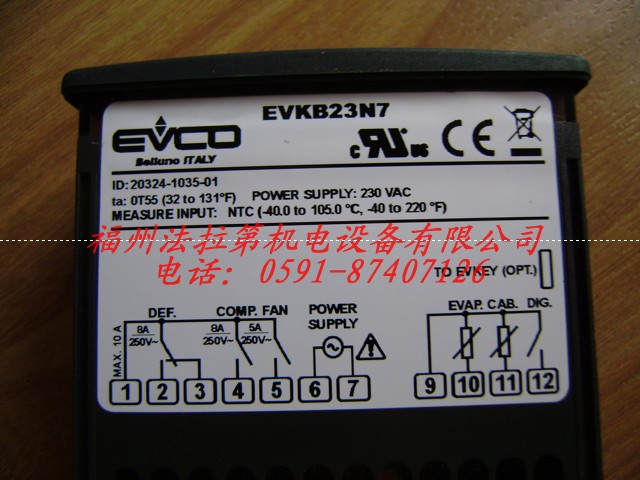 EVKB23N7
EVCO
Belluno ITALY
c RU us CE
ID: 20324-1035-01
ta: 0T55 (32 to 131°F) POWER SUPPLY: 230 VAC
MEASURE INPUT: NTC (-40.0 to 105.0 °C, -40 to 220 °F)
福州法拉第机电设备有限公司
电话: 0591-87407126
TO EVKEY (OPT.)
DEF. COMP. FAN POWER SUPPLY EVAP. CAB. DIG.
MAX. 10 A
8A 250V~ 8A 250V~ 5A 250V~
1 2 3 4 5 6 7 9 10 11 12